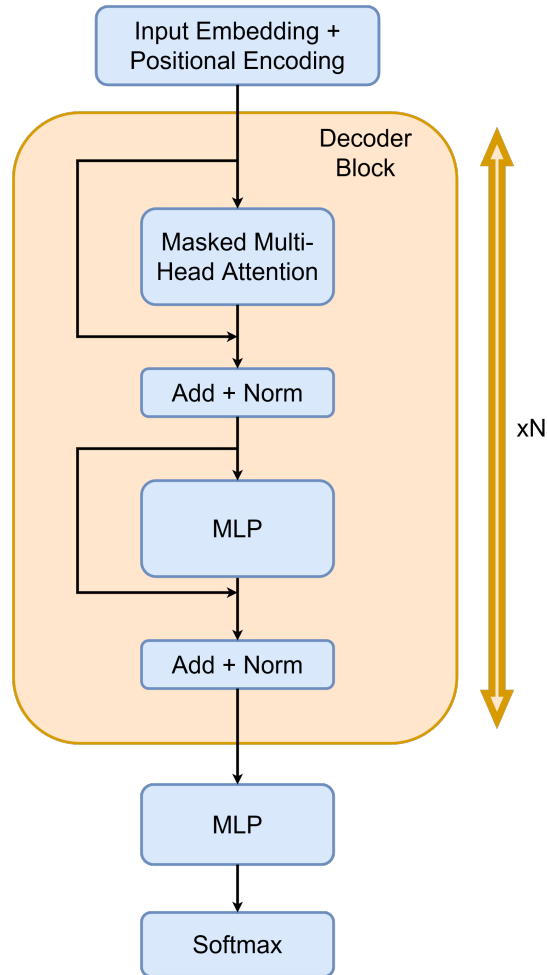 Input Embedding +
Positional Encoding
Decoder
Block
Masked Multi-
Head Attention
Add + Norm
xN
MLP
Add + Norm
MLP
Softmax